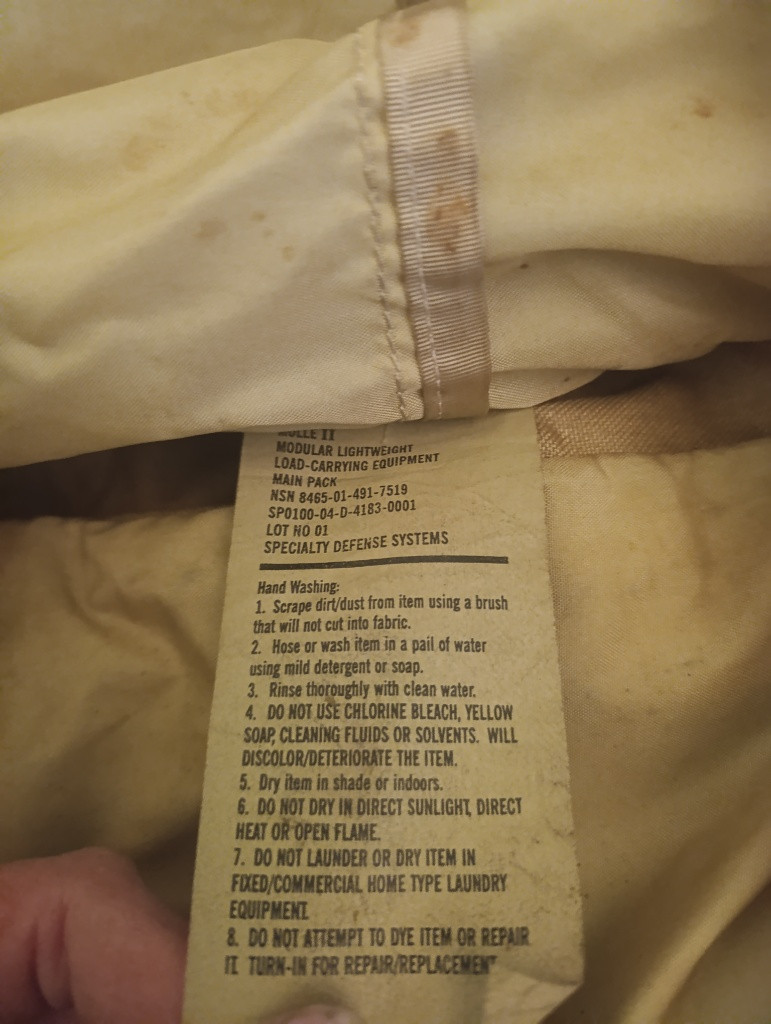 MOLLE II
MODULAR LIGHTWEIGHT
LOAD-CARRYING EQUIPMENT
MAIN PACK
NSN 8465-01-491-7519
SP0100-04-D-4183-0001
LOT NO 01
SPECIALTY DEFENSE SYSTEMS
Hand Washing:
1. Scrape dirt/dust from item using a brush
that will not cut into fabric.
2. Hose or wash item in a pail of water
using mild detergent or soap.
3. Rinse thoroughly with clean water.
4. DO NOT USE CHLORINE BLEACH, YELLOW
SOAP, CLEANING FLUIDS OR SOLVENTS. WILL
DISCOLOR/DETERIORATE THE ITEM.
5. Dry item in shade or indoors.
6. DO NOT DRY IN DIRECT SUNLIGHT, DIRECT
HEAT OR OPEN FLAME.
7. DO NOT LAUNDER OR DRY ITEM IN
FIXED/COMMERCIAL HOME TYPE LAUNDRY
EQUIPMENT.
8. DO NOT ATTEMPT TO DYE ITEM OR REPAIR
IT. TURN-IN FOR REPAIR/REPLACEMENT